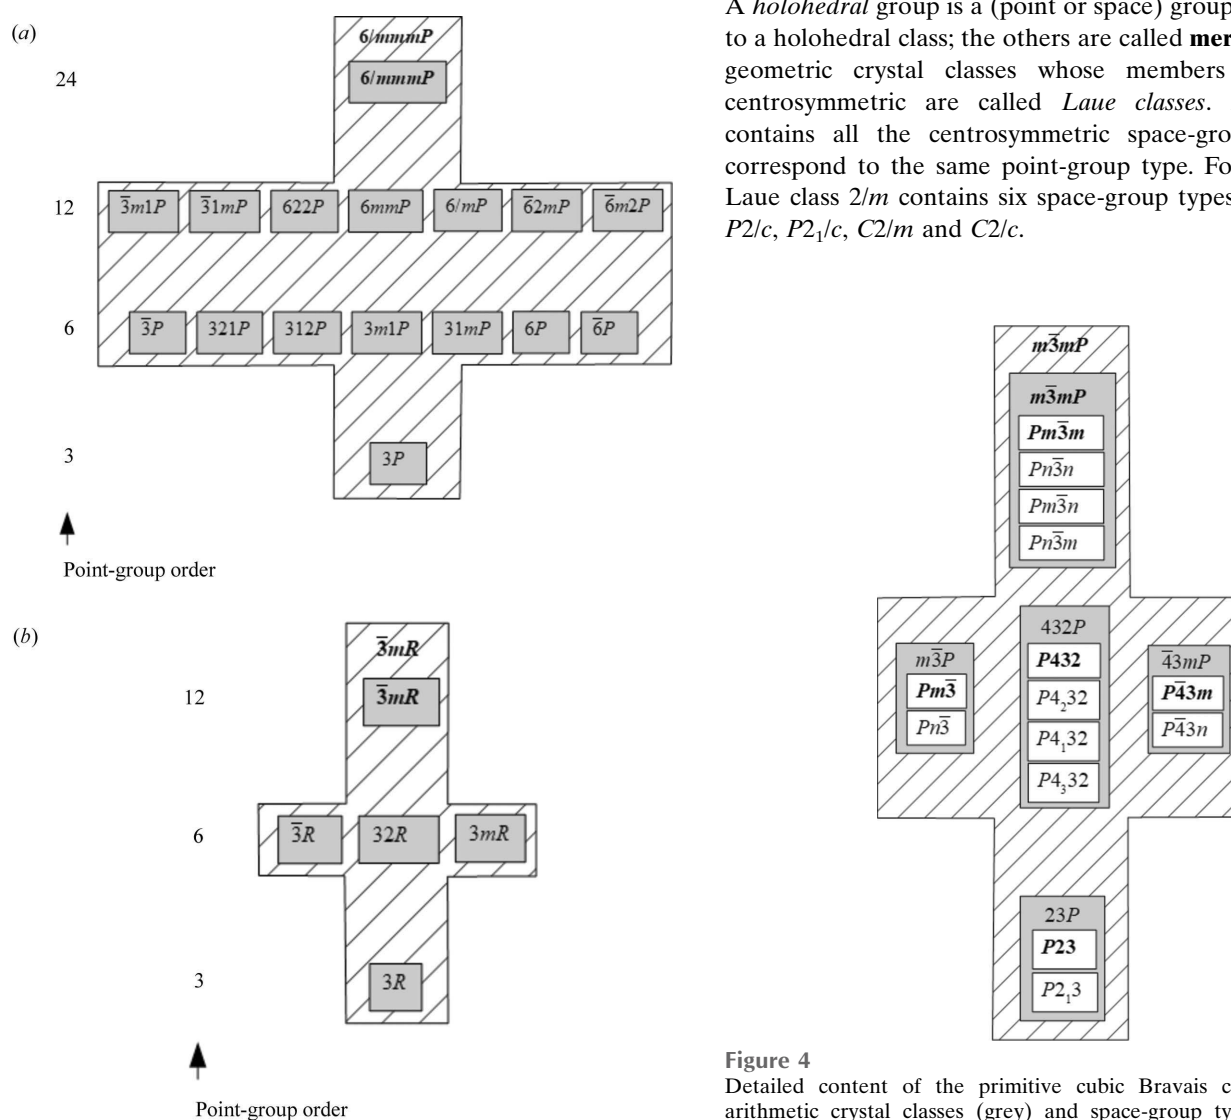 (a)
24
12
6
3
6/mmmP
6/mmmP
3̅m1P 3̅1mP 622P 6mmP 6/mP 6̅2mP 6̅m2P
3̅P 321P 312P 3m1P 31mP 6P 6̅P
3P
Point-group order
(b)
12
6
3
3̅mR
3̅mR
3̅R 32R 3mR
3R
Point-group order
A holohedral group is a (point or space) group
to a holohedral class; the others are called
geometric crystal classes whose members
centrosymmetric are called Laue classes.
contains all the centrosymmetric
correspond to the same point-group type.
Laue class 2/m contains six space-group types
P2/c, P2₁/c, C2/m and C2/c.
m3̅mP
m3̅mP
Pm3̅m
Pn3̅n
Pm3̅n
Pn3̅m
m3̅P
Pm3̅
Pn3̅
432P
P432
P4₂32
P4₁32
P4₃32
4̅3mP
P4̅3m
P4̅3n
23P
P23
P2₁3
Figure 4
Detailed content of the primitive cubic Bravais
arithmetic crystal classes (grey) and space-group